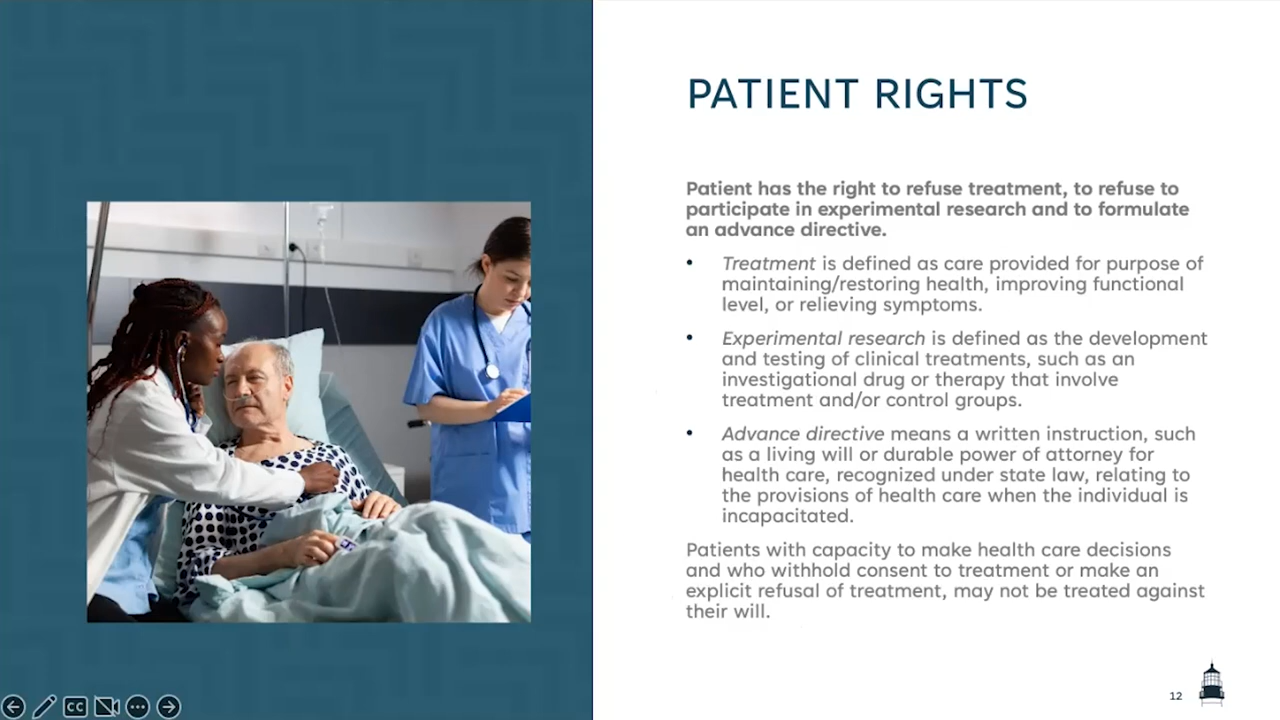 PATIENT RIGHTS
Patient has the right to refuse treatment, to refuse to
participate in experimental research and to formulate
an advance directive.
• Treatment is defined as care provided for purpose of
maintaining/restoring health, improving functional
level, or relieving symptoms.
• Experimental research is defined as the development
and testing of clinical treatments, such as an
investigational drug or therapy that involve
treatment and/or control groups.
• Advance directive means a written instruction, such
as a living will or durable power of attorney for
health care, recognized under state law, relating to
the provisions of health care when the individual is
incapacitated.
Patients with capacity to make health care decisions
and who withhold consent to treatment or make an
explicit refusal of treatment, may not be treated against
their will.
12
CC